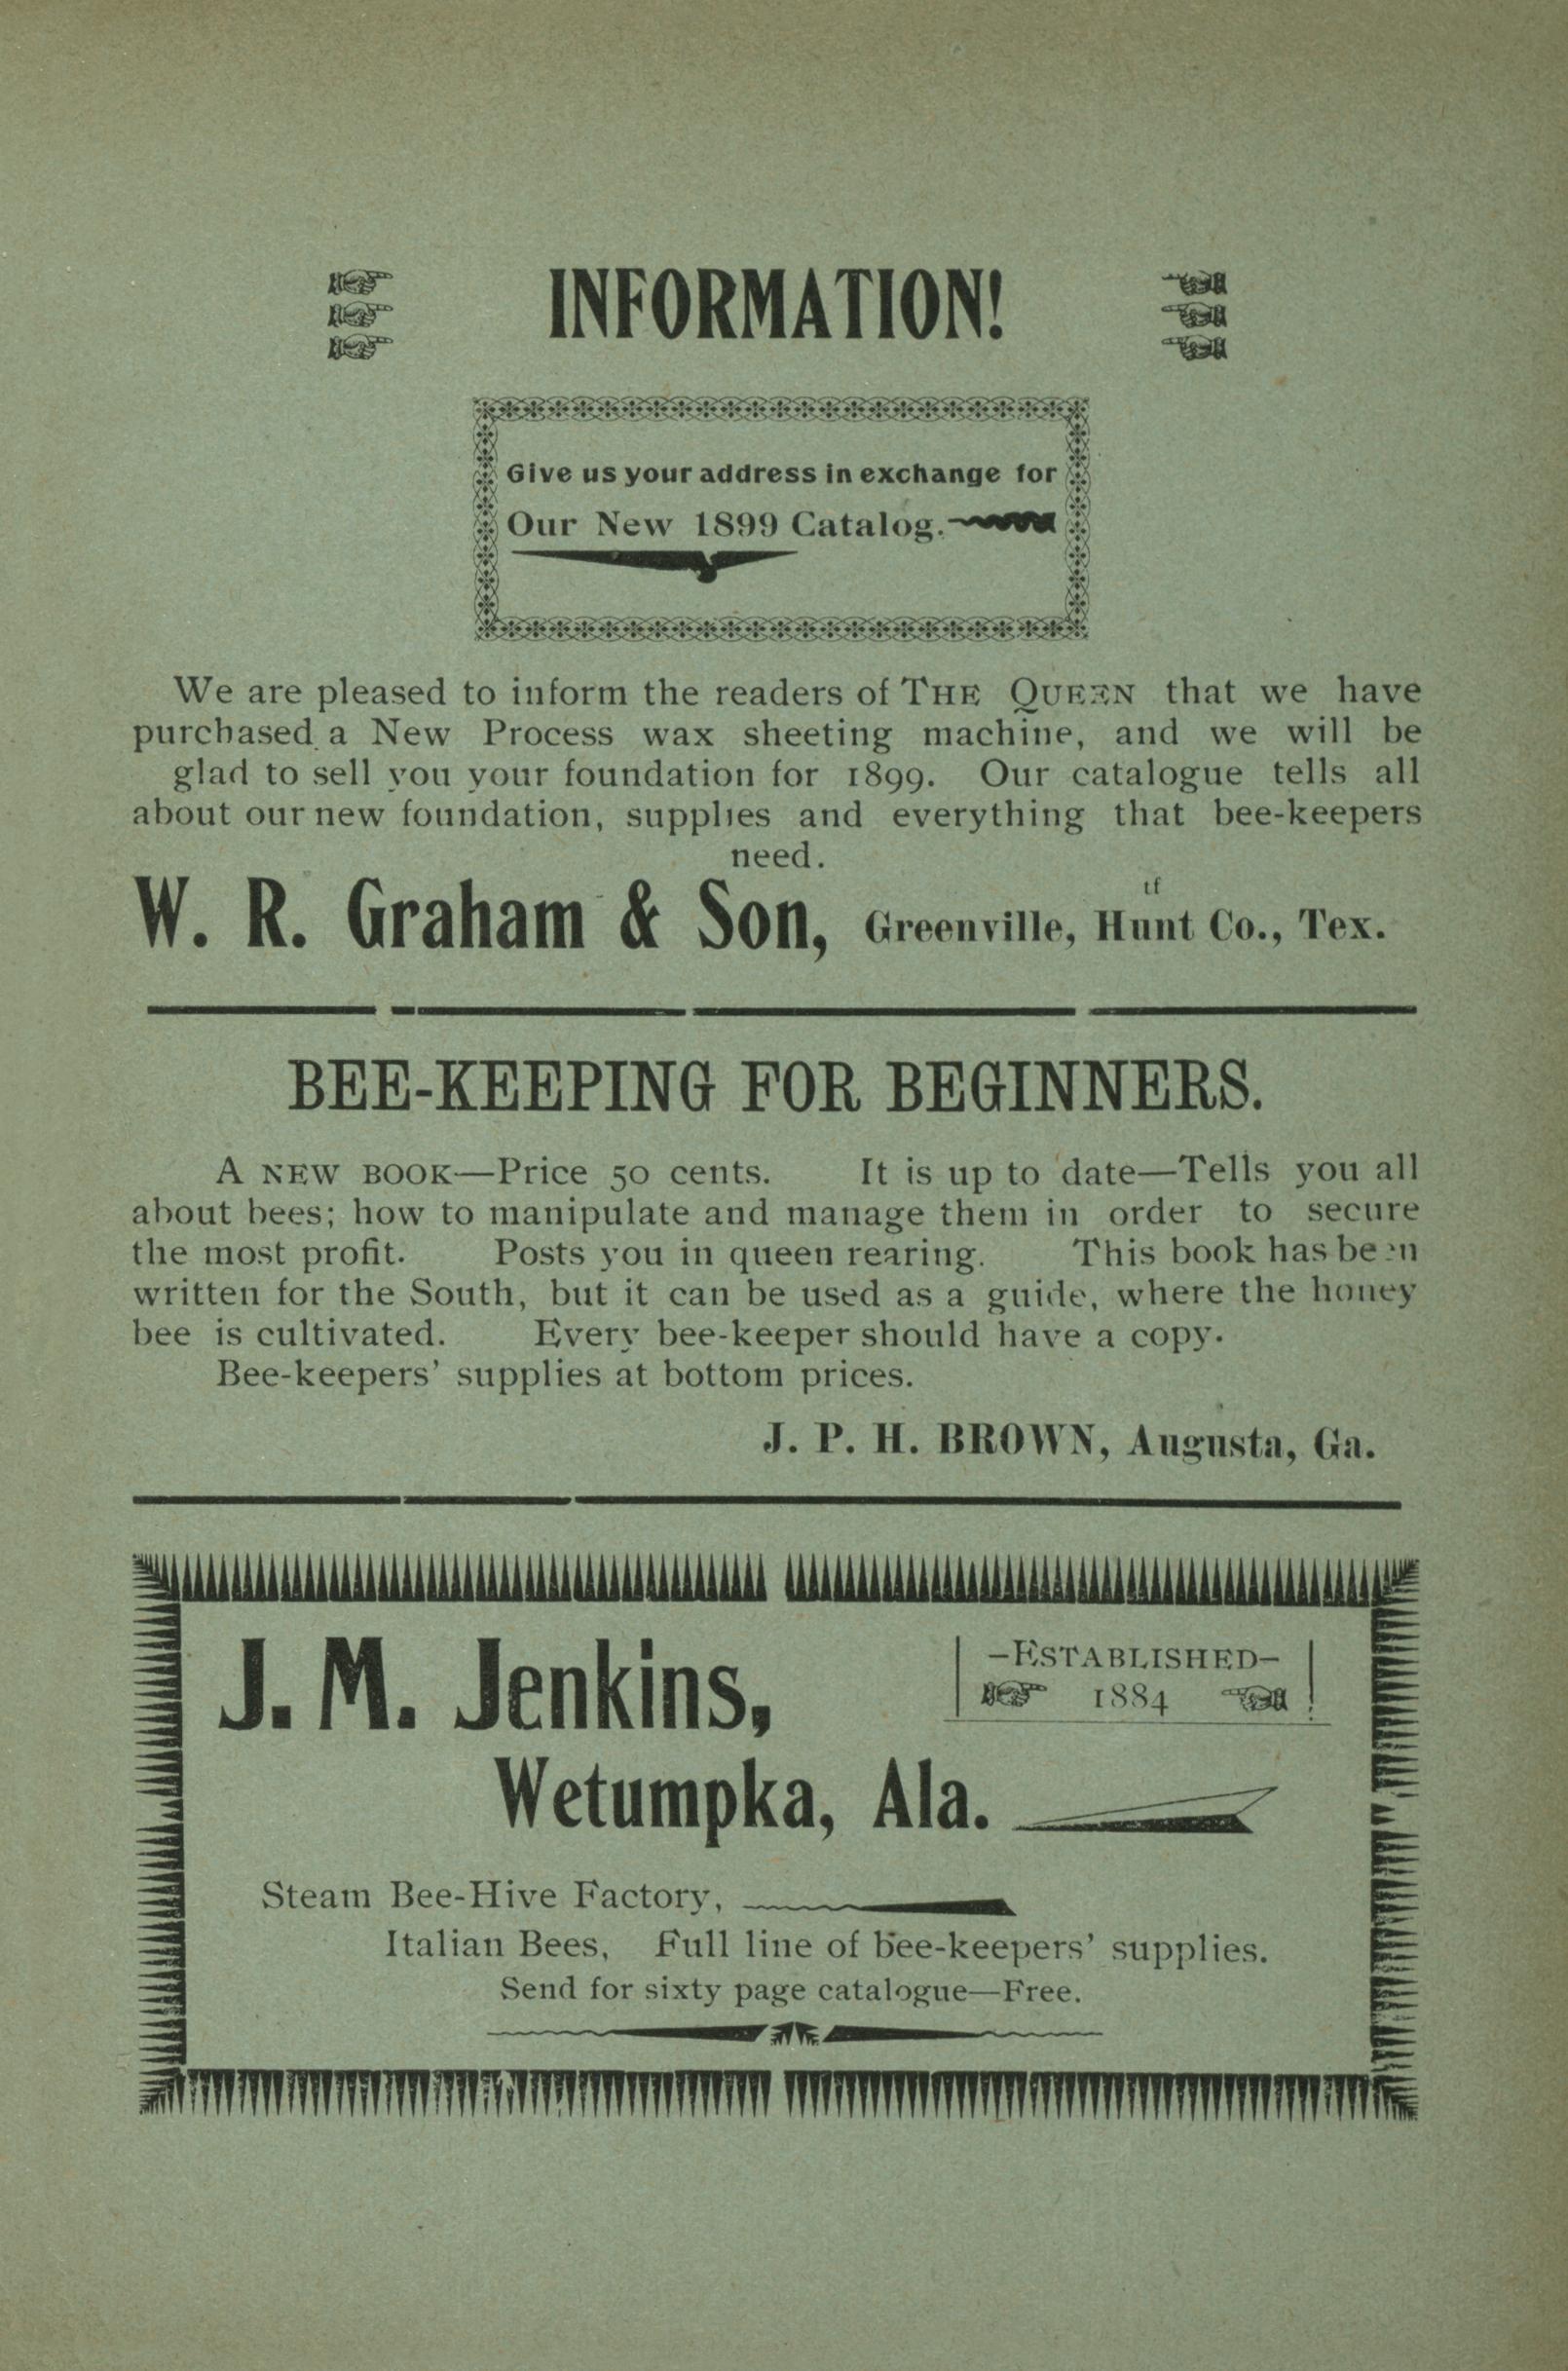 INFORMATION!
Give us your address in exchange for
Our New 1899 Catalog.
We are pleased to inform the readers of THE QUEEN that we have
purchased a New Process wax sheeting machine, and we will be
glad to sell you your foundation for 1899. Our catalogue tells all
about our new foundation, supplies and everything that bee-keepers
need.
tf
W. R. Graham & Son, Greenville, Hunt Co., Tex.
BEE-KEEPING FOR BEGINNERS.
A NEW BOOK—Price 50 cents. It is up to date—Tells you all
about bees; how to manipulate and manage them in order to secure
the most profit. Posts you in queen rearing. This book has been
written for the South, but it can be used as a guide, where the honey
bee is cultivated. Every bee-keeper should have a copy.
Bee-keepers' supplies at bottom prices.
J. P. H. BROWN, Augusta, Ga.
J. M. Jenkins,
–ESTABLISHED–
1884
Wetumpka, Ala.
Steam Bee-Hive Factory,
Italian Bees, Full line of bee-keepers' supplies.
Send for sixty page catalogue—Free.